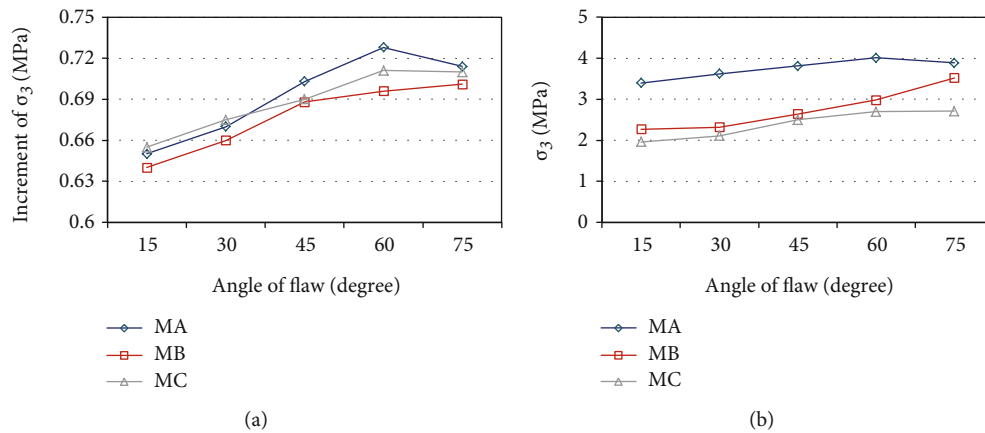 0.75
0.72
0.69
0.66
0.63
0.6
Increment of σ3 (MPa)
15 30 45 60 75
Angle of flaw (degree)
MA
MB
MC
(a)
5
4
3
2
1
0
σ3 (MPa)
15 30 45 60 75
Angle of flaw (degree)
MA
MB
MC
(b)